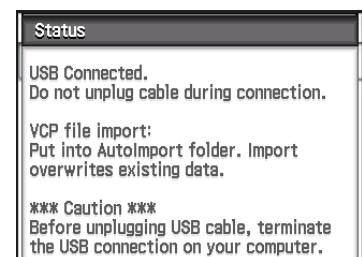 Status
USB Connected.
Do not unplug cable during connection.
VCP file import:
Put into AutoImport folder. Import
overwrites existing data.
*** Caution ***
Before unplugging USB cable, terminate
the USB connection on your computer.